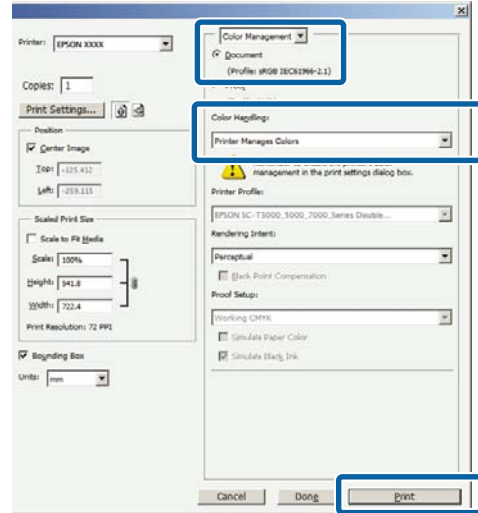 Printer: EPSON XXXX
Copies: 1
Print Settings...
Position
Center Image
Top: -125.412
Left: -259.115
Scaled Print Size
Scale to Fit Media
Scale: 100%
Height: 541.8
Width: 722.4
Print Resolution: 72 PPI
Bounding Box
Units: mm
Color Management
Document
(Profile: sRGB IEC61966-2.1)
Color Handling:
Printer Manages Colors
management in the print settings dialog box.
Printer Profile:
EPSON SC-T3000_5000_7000_Series Double...
Rendering Intent:
Perceptual
Black Point Compensation
Proof Setup:
Working CMYK
Simulate Paper Color
Simulate Black Ink
Cancel
Done
Print